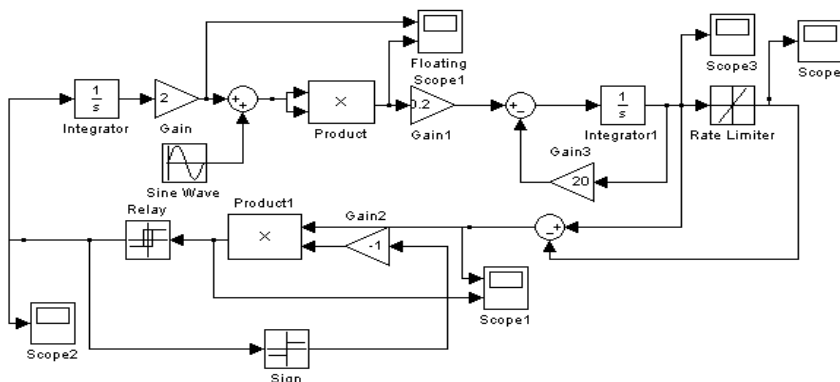 Floating
Scope1
Scope3
Scope
1
s
Integrator
2
Gain
+
+
×
Product
0.2
Gain1
+
−
1
s
Integrator1
Rate Limiter
Gain3
20
Sine Wave
Relay
Product1
×
Gain2
-1
−
+
Scope1
Scope2
Sign